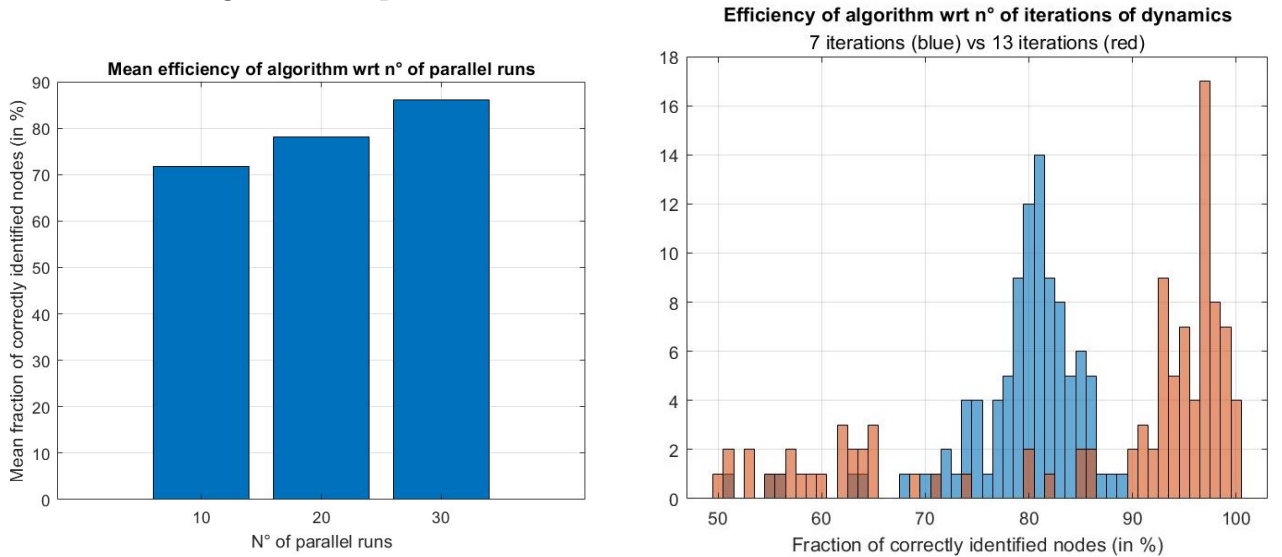 Mean efficiency of algorithm wrt n° of parallel runs
Mean fraction of correctly identified nodes (in %)
90
80
70
60
50
40
30
20
10
0
10 20 30
N° of parallel runs
Efficiency of algorithm wrt n° of iterations of dynamics
7 iterations (blue) vs 13 iterations (red)
18
16
14
12
10
8
6
4
2
0
50 60 70 80 90 100
Fraction of correctly identified nodes (in %)